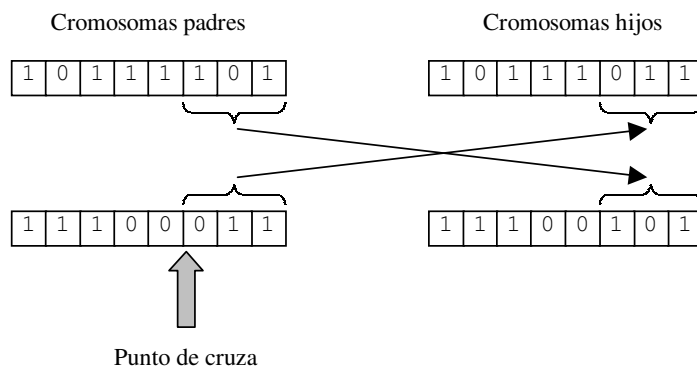 Cromosomas padres Cromosomas hijos
1 0 1 1 1 1 0 1 1 0 1 1 1 0 1 1
1 1 1 0 0 0 1 1 1 1 1 0 0 1 0 1
Punto de cruza